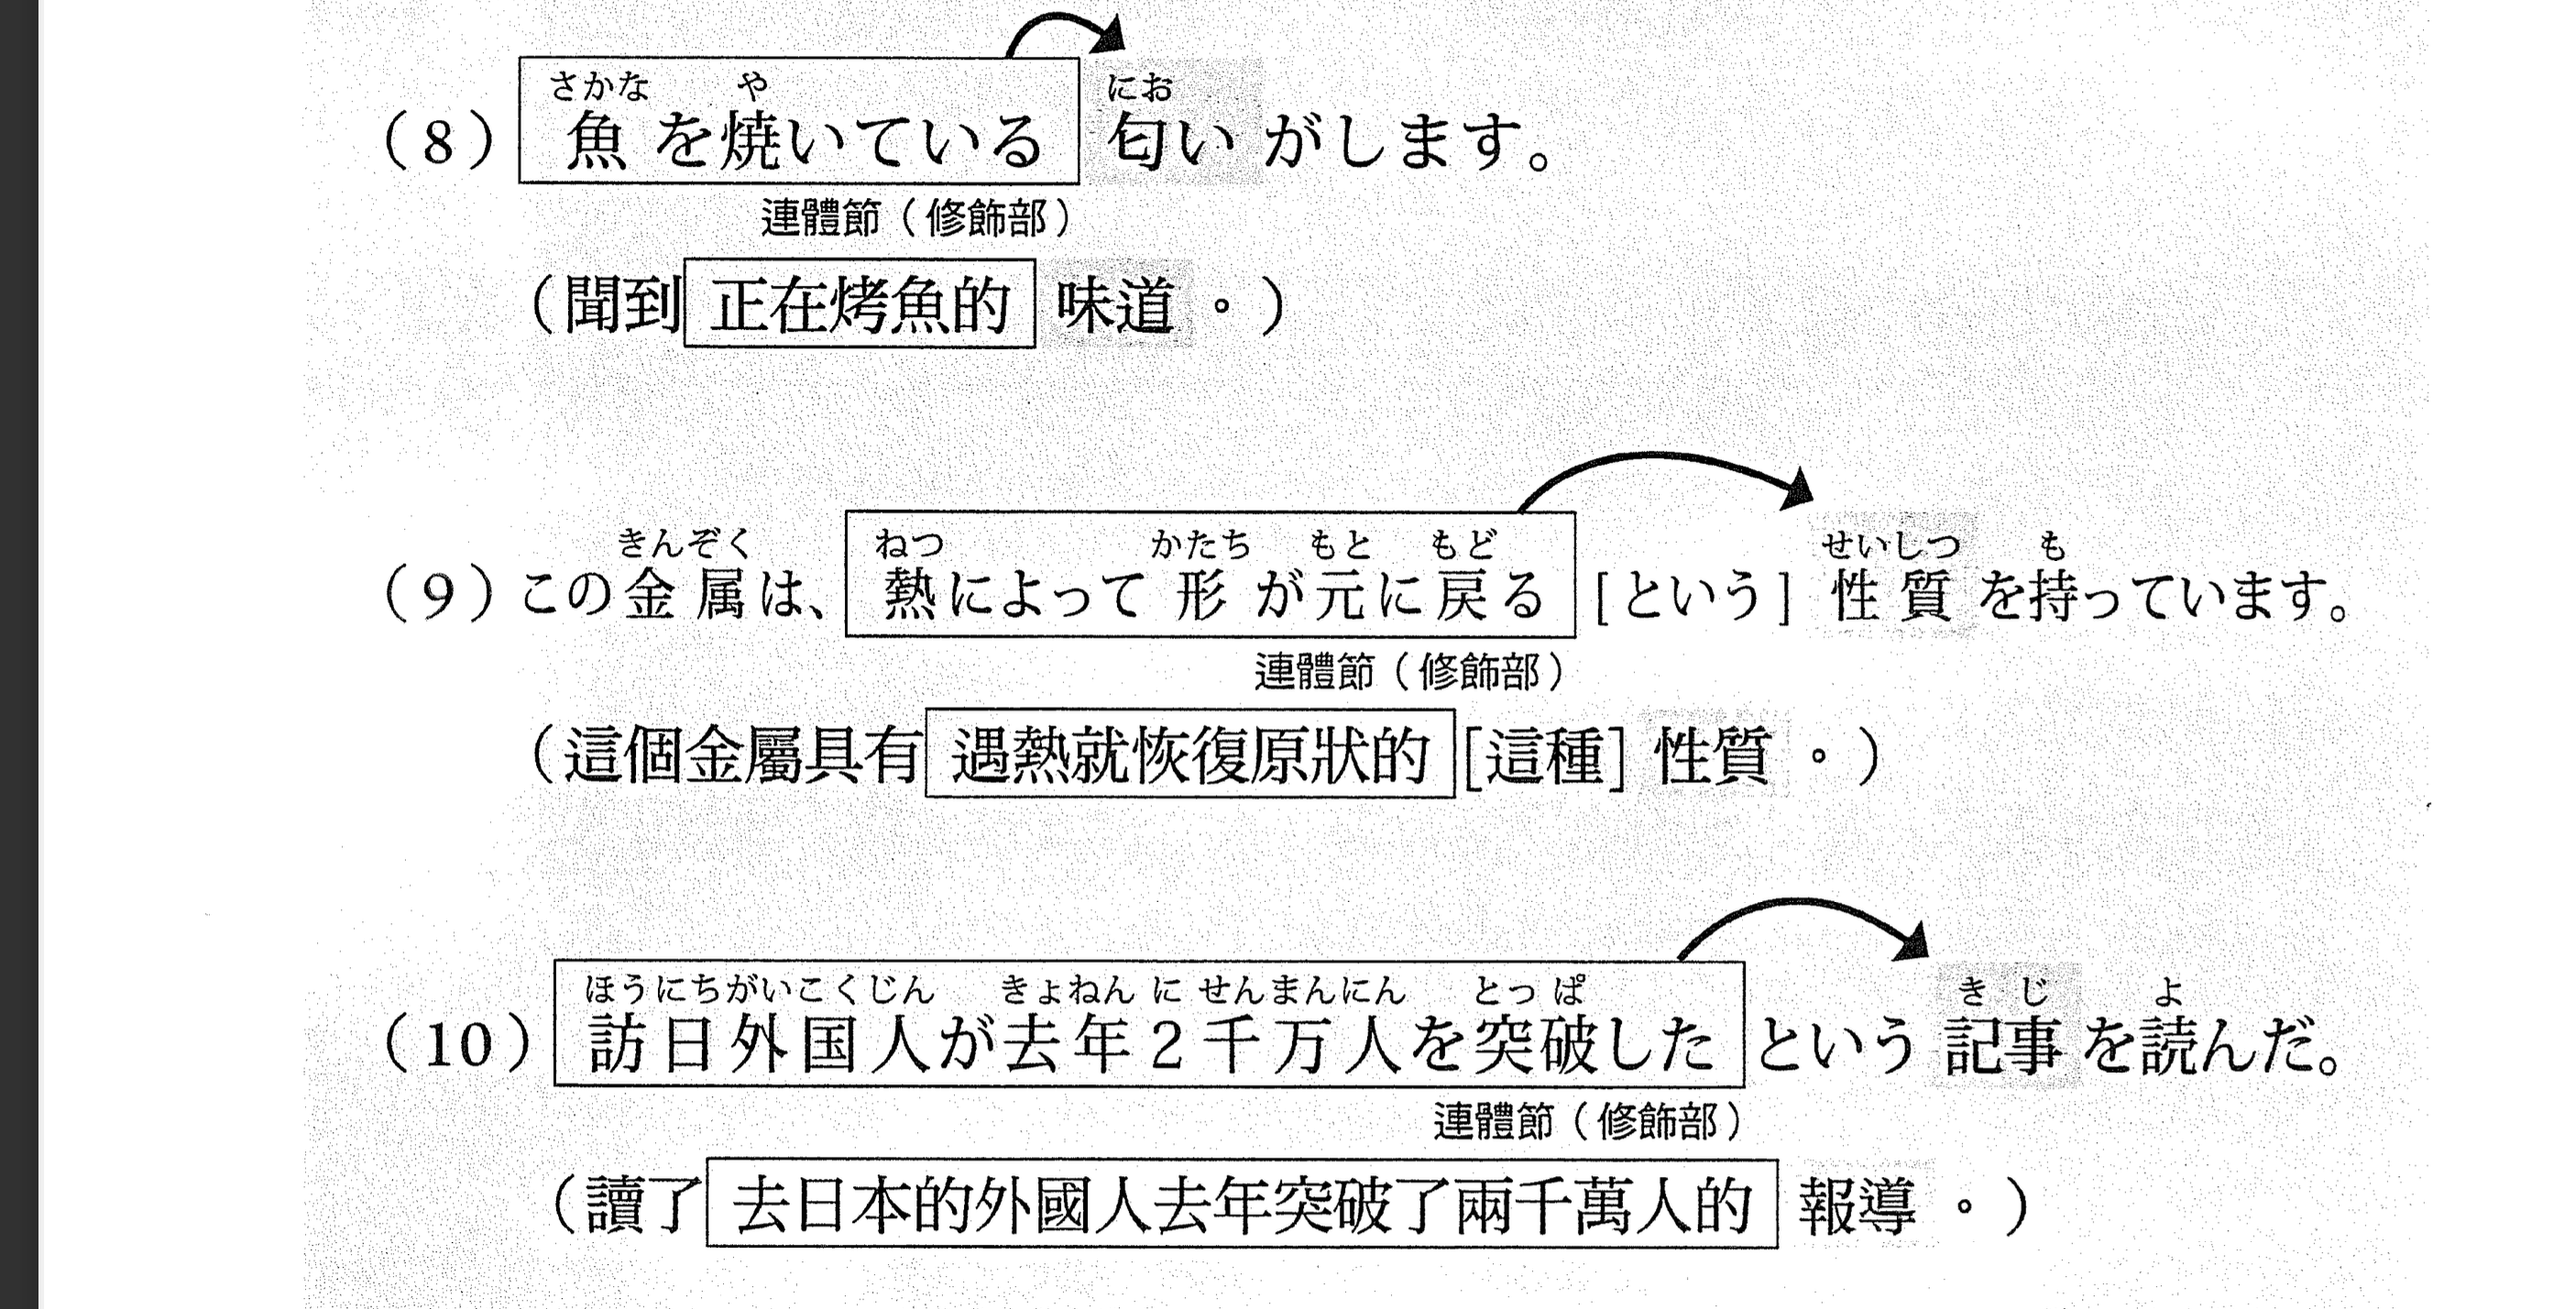 さかな や にお
（8） 魚を焼いている 匂い がします。
連體節（修飾部）
（聞到 正在烤魚的 味道。）
きんぞく ねつ かたち もと もど せいしつ も
（9）この金属は、熱によって形が元に戻る [という] 性質を持っています。
連體節（修飾部）
（這個金屬具有 遇熱就恢復原狀的 [這種] 性質。）
ほうにちがいこくじん きょねん に せんまんにん とっぱ きじ よ
（10） 訪日外国人が去年２千万人を突破した という 記事を読んだ。
連體節（修飾部）
（讀了 去日本的外國人去年突破了兩千萬人的 報導。）